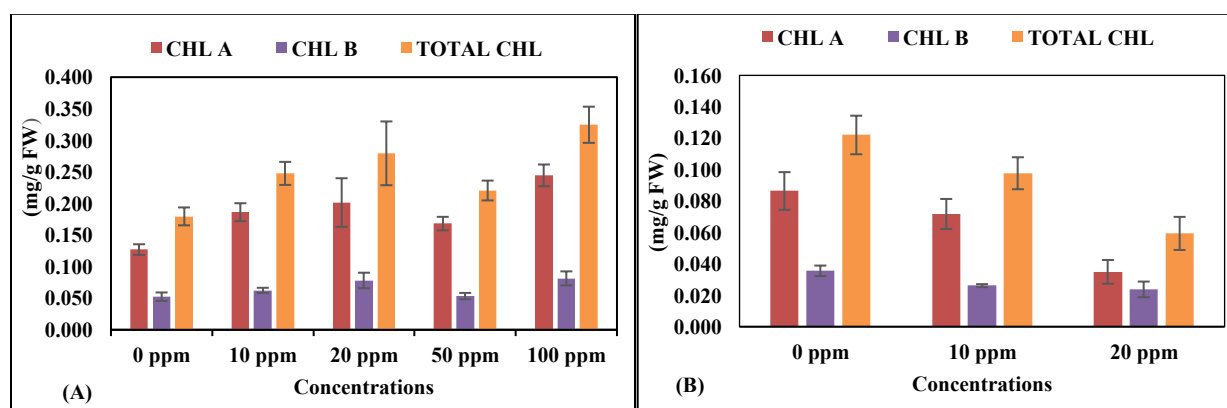 CHL A CHL B TOTAL CHL
0.400
0.350
0.300
0.250
0.200
0.150
0.100
0.050
0.000
(mg/g FW)
0 ppm 10 ppm 20 ppm 50 ppm 100 ppm
Concentrations
(A)
CHL A CHL B TOTAL CHL
0.160
0.140
0.120
0.100
0.080
0.060
0.040
0.020
0.000
(mg/g FW)
0 ppm 10 ppm 20 ppm
Concentrations
(B)